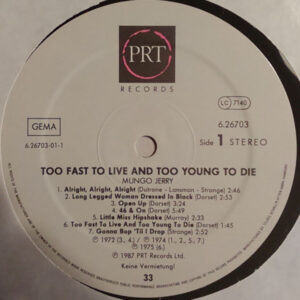 PRT
RECORDS
GEMA
LC 7140
6.26703
6.26703-01-1
Side 1 STEREO
TOO FAST TO LIVE AND TOO YOUNG TO DIE
MUNGO JERRY
1. Alright, Alright, Alright (Dutronc - Lansman - Strange) 2:46
2. Long Legged Woman Dressed In Black (Dorset) 2:53
3. Open Up (Dorset) 3:54
4. 46 & On (Dorset) 5:49
5. Little Miss Hipshake (Murray) 2:33
6. Too Fast To Live And Too Young To Die (Dorset) 2:35
7. Gonna Bop 'Til I Drop (Strange) 2:52
℗ 1972 (3., 4.) / ℗ 1974 (1., 2., 5., 7.)
℗ 1975 (6.)
℗ 1987 PRT Records Ltd.
Keine Vermietung!
33